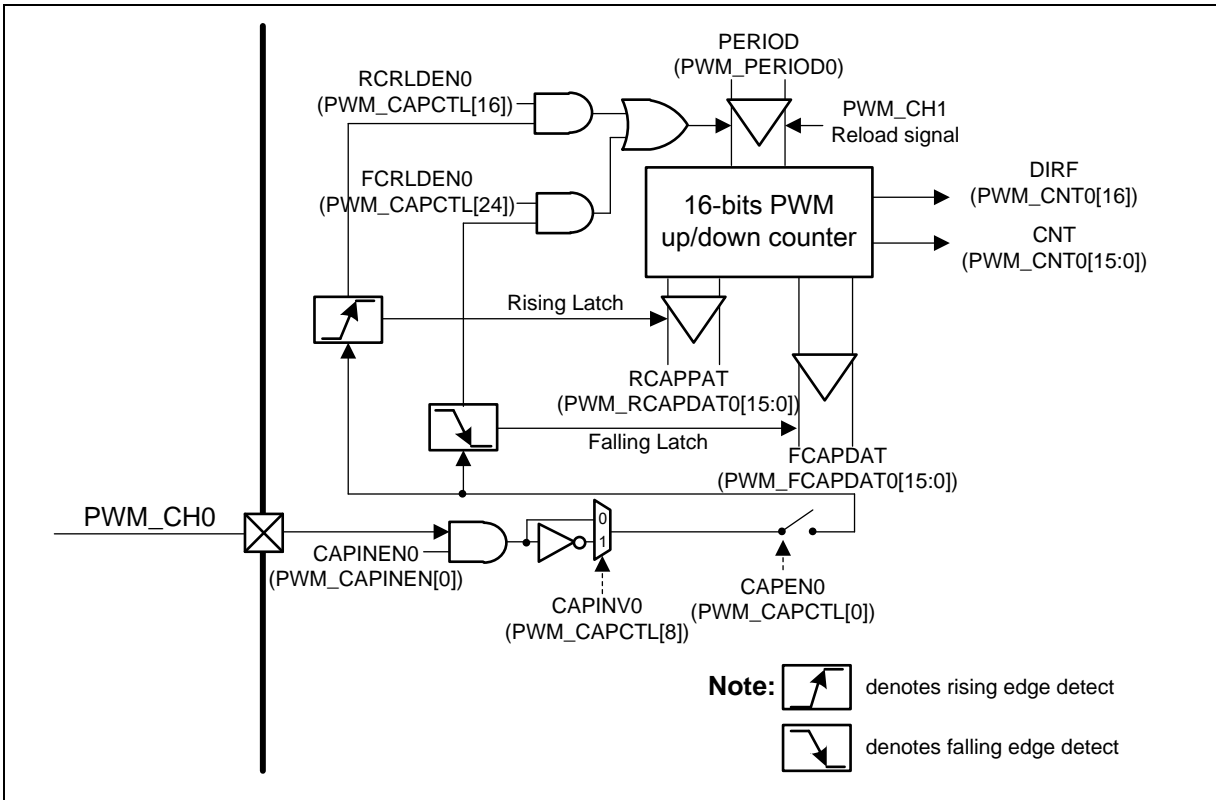 PERIOD
(PWM_PERIOD0)
RCRLDEN0
(PWM_CAPCTL[16])
PWM_CH1
Reload signal
FCRLDEN0
(PWM_CAPCTL[24])
16-bits PWM
up/down counter
DIRF
(PWM_CNT0[16])
CNT
(PWM_CNT0[15:0])
Rising Latch
RCAPPAT
(PWM_RCAPDAT0[15:0])
Falling Latch
FCAPDAT
(PWM_FCAPDAT0[15:0])
PWM_CH0
CAPINEN0
(PWM_CAPINEN[0])
0
1
CAPINV0
(PWM_CAPCTL[8])
CAPEN0
(PWM_CAPCTL[0])
Note:
denotes rising edge detect
denotes falling edge detect